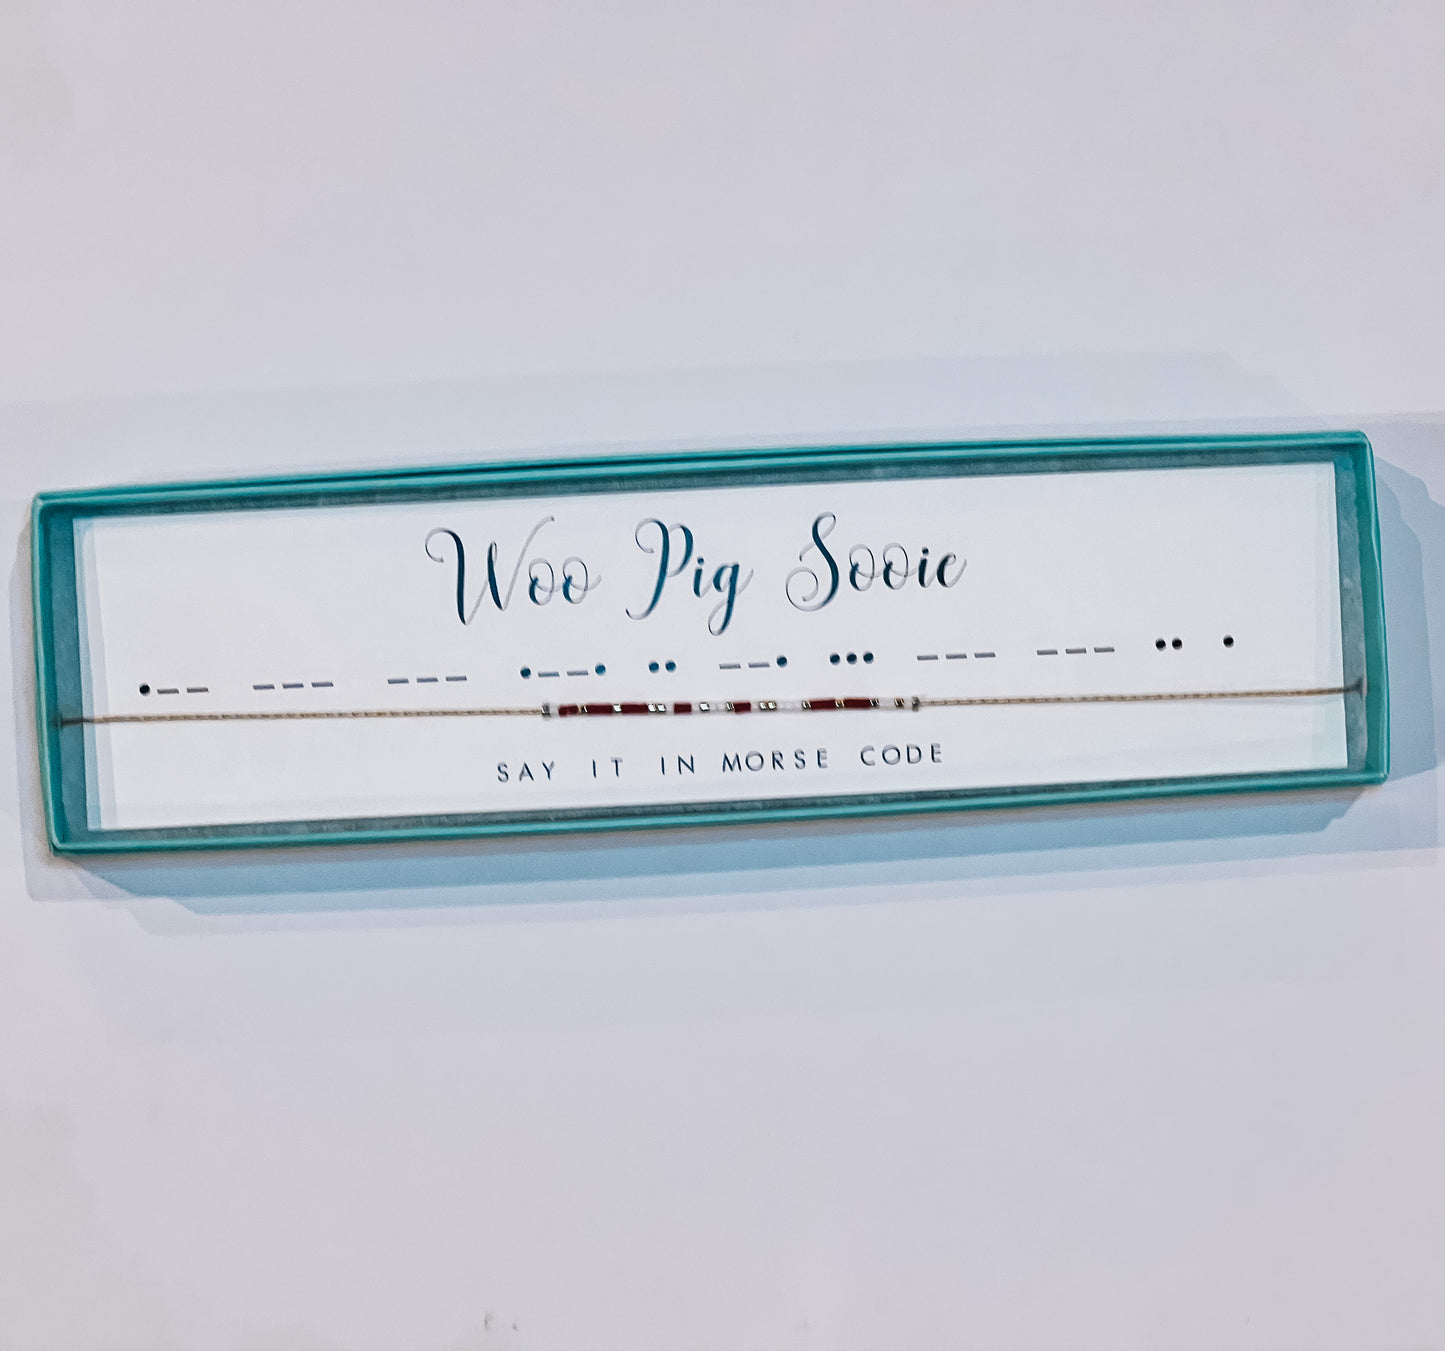 Woo Pig Sooie
•−− −−− −−− •−−• •• −−• ••• −−− −−− •• •
SAY IT IN MORSE CODE